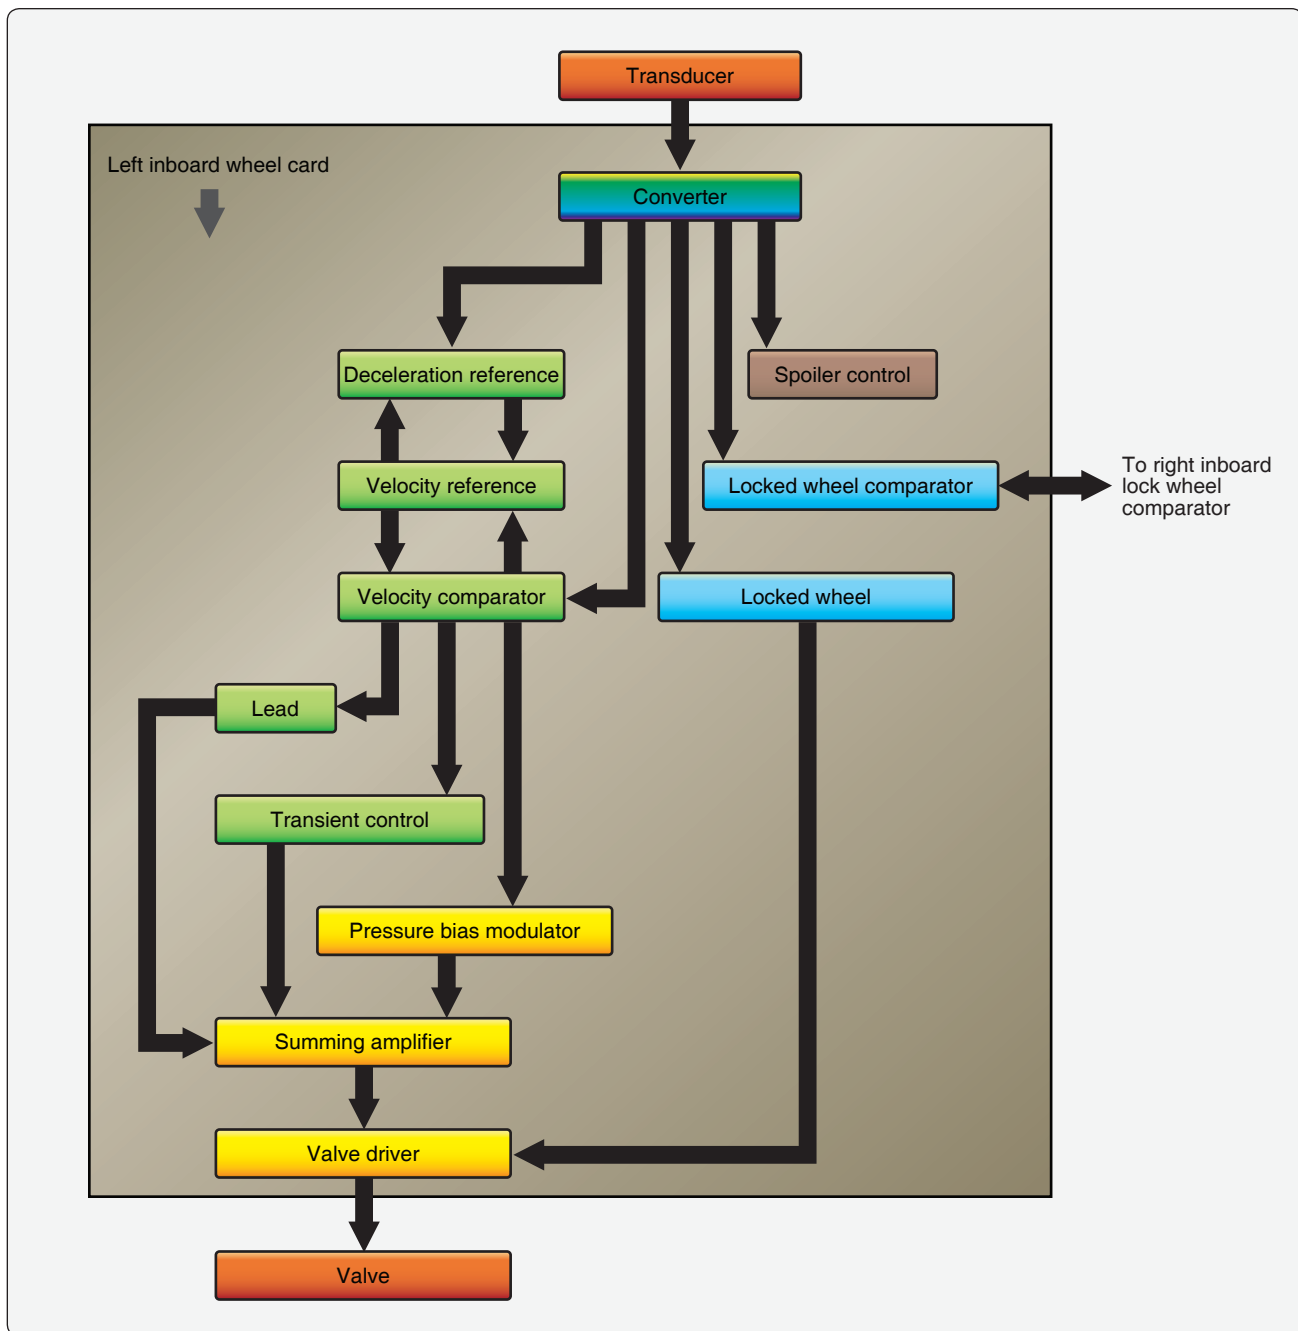 Transducer
Left inboard wheel card
Converter
Deceleration reference
Spoiler control
Velocity reference
Locked wheel comparator
To right inboard
lock wheel
comparator
Velocity comparator
Locked wheel
Lead
Transient control
Pressure bias modulator
Summing amplifier
Valve driver
Valve